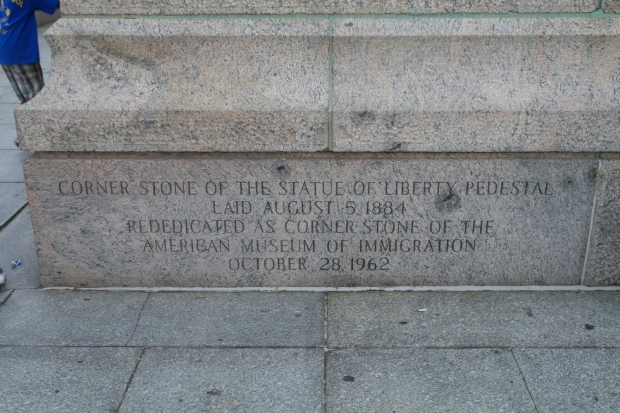 CORNER STONE OF THE STATUE OF LIBERTY PEDESTAL
LAID AUGUST 5, 1884
REDEDICATED AS CORNER STONE OF THE
AMERICAN MUSEUM OF IMMIGRATION
OCTOBER, 28, 1962